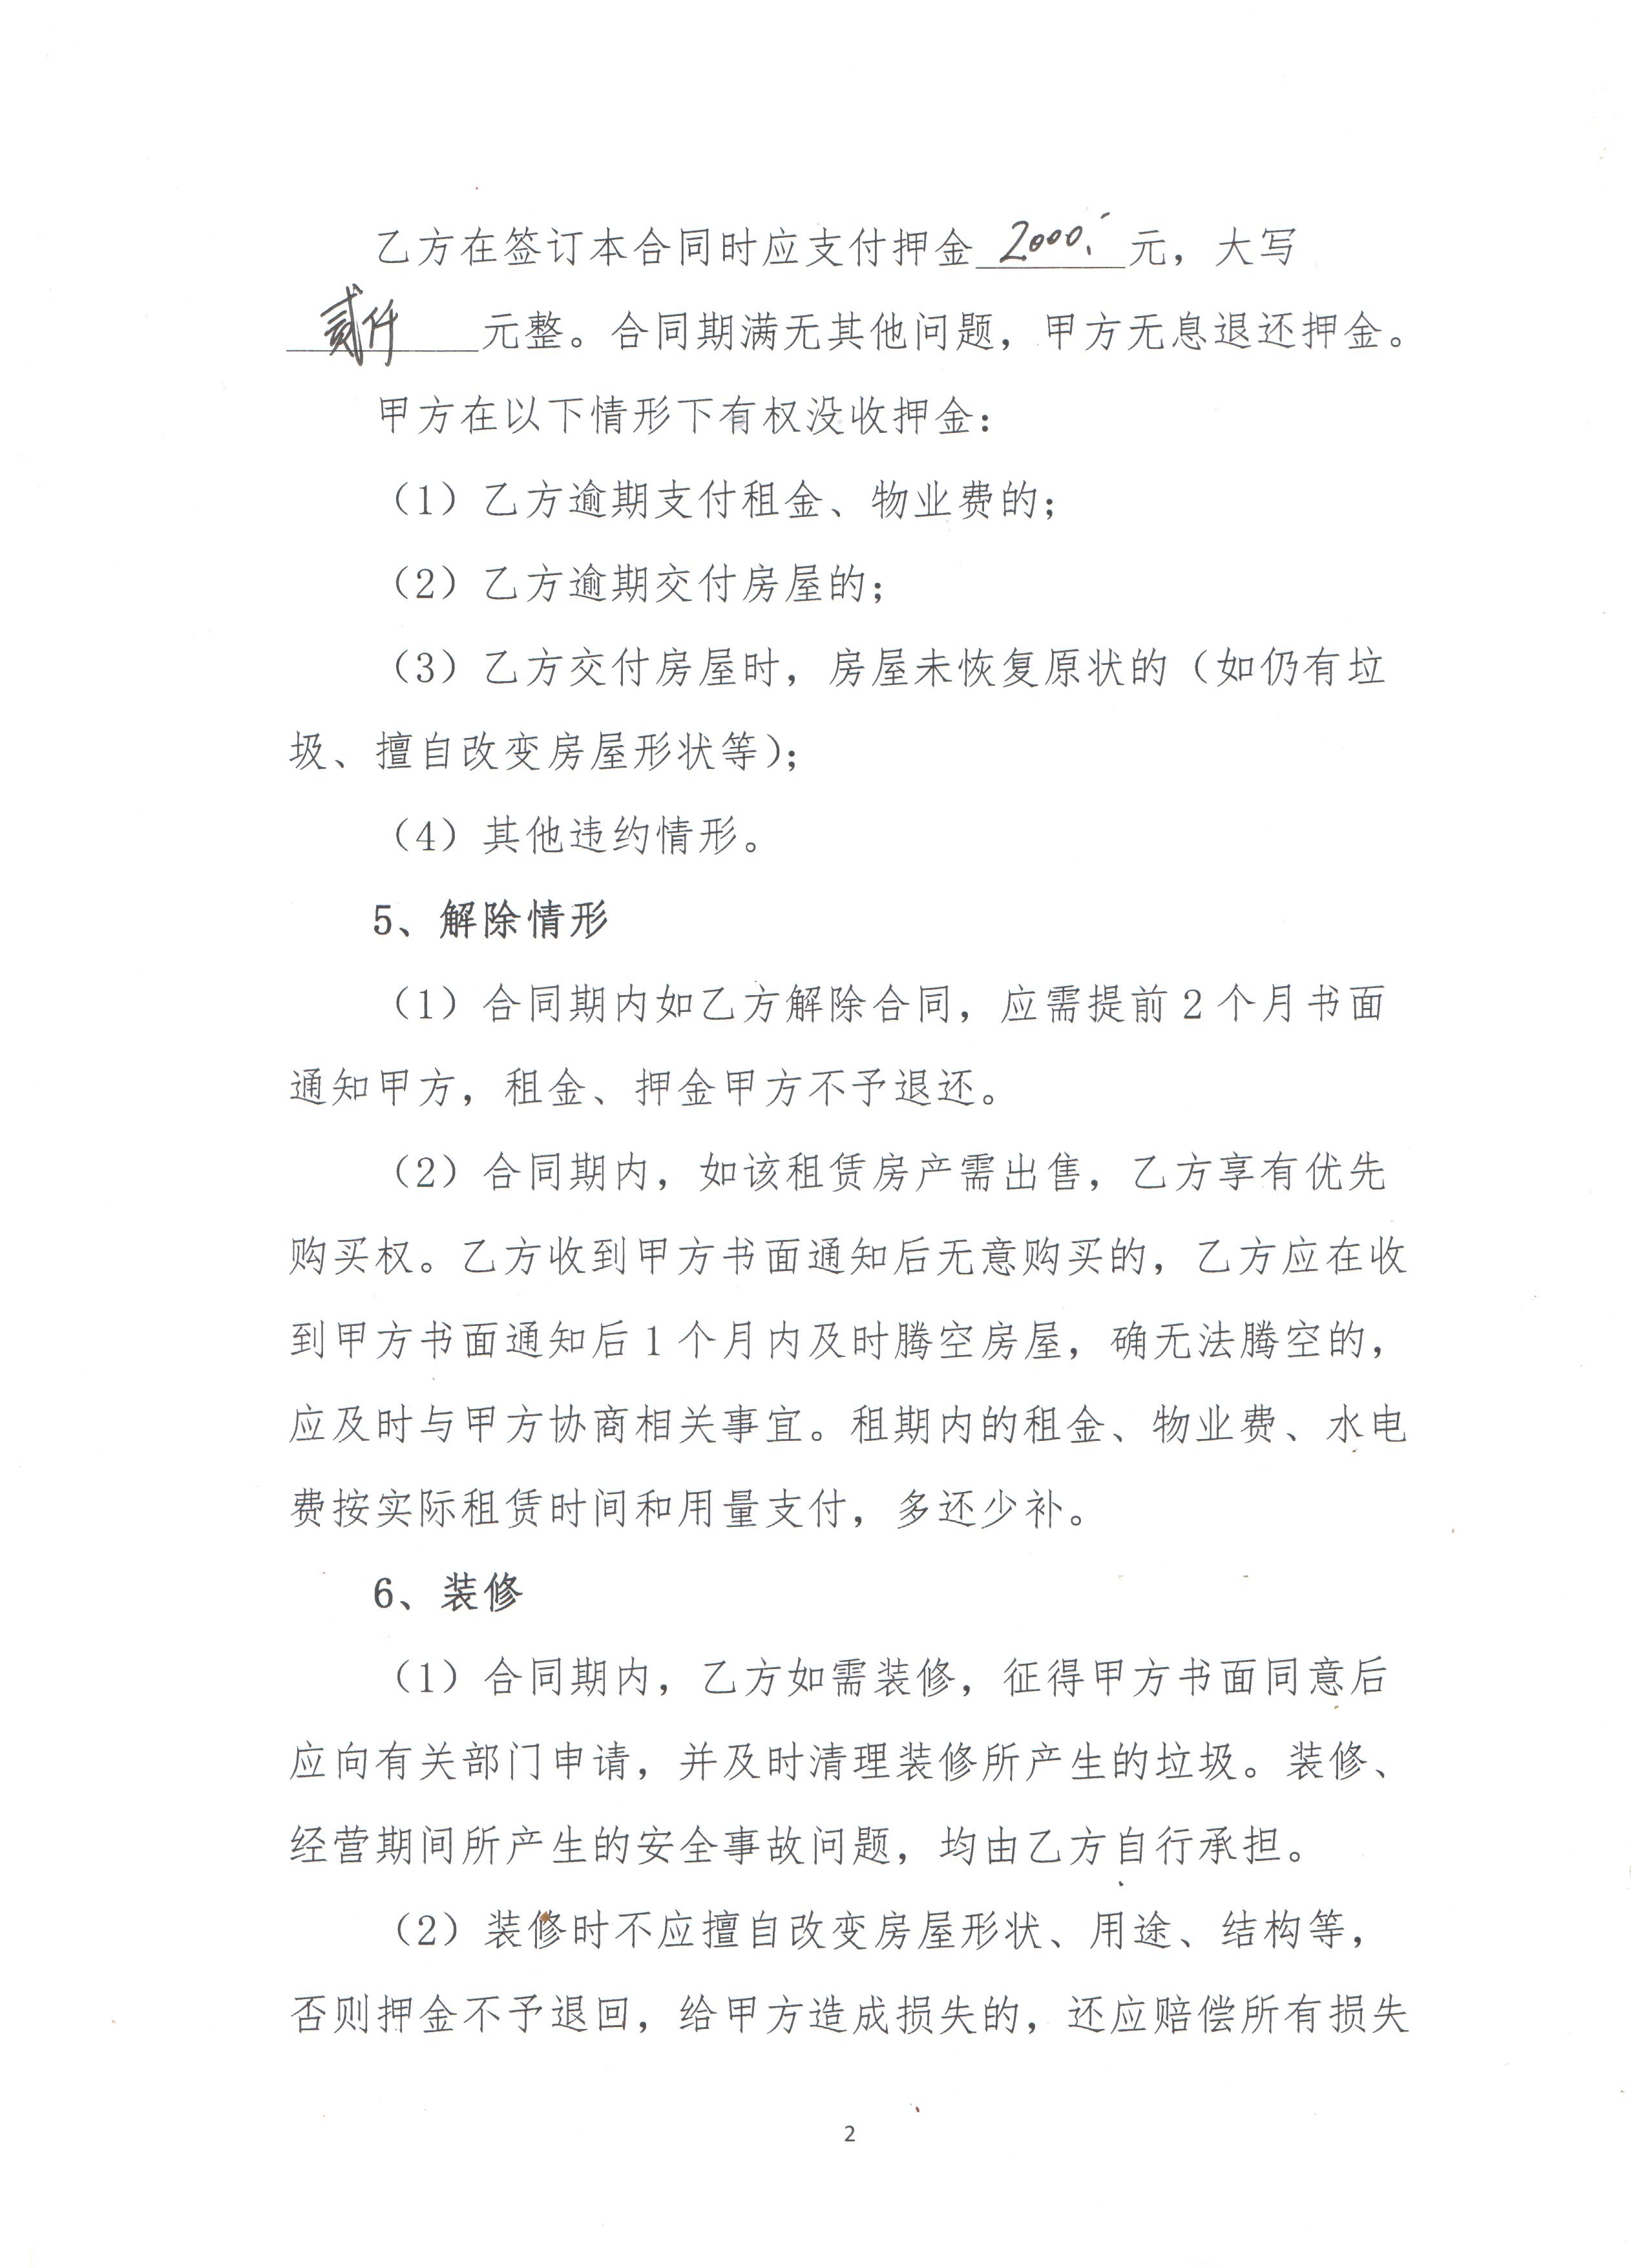 乙方在签订本合同时应支付押金2000.元，大写
贰仟元整。合同期满无其他问题，甲方无息退还押金。
甲方在以下情形下有权没收押金：
（1）乙方逾期支付租金、物业费的；
（2）乙方逾期交付房屋的；
（3）乙方交付房屋时，房屋未恢复原状的（如仍有垃
圾、擅自改变房屋形状等）；
（4）其他违约情形。
5、解除情形
（1）合同期内如乙方解除合同，应需提前2个月书面
通知甲方，租金、押金甲方不予退还。
（2）合同期内，如该租赁房产需出售，乙方享有优先
购买权。乙方收到甲方书面通知后无意购买的，乙方应在收
到甲方书面通知后1个月内及时腾空房屋，确无法腾空的，
应及时与甲方协商相关事宜。租期内的租金、物业费、水电
费按实际租赁时间和用量支付，多还少补。
6、装修
（1）合同期内，乙方如需装修，征得甲方书面同意后
应向有关部门申请，并及时清理装修所产生的垃圾。装修、
经营期间所产生的安全事故问题，均由乙方自行承担。
（2）装修时不应擅自改变房屋形状、用途、结构等，
否则押金不予退回，给甲方造成损失的，还应赔偿所有损失
2